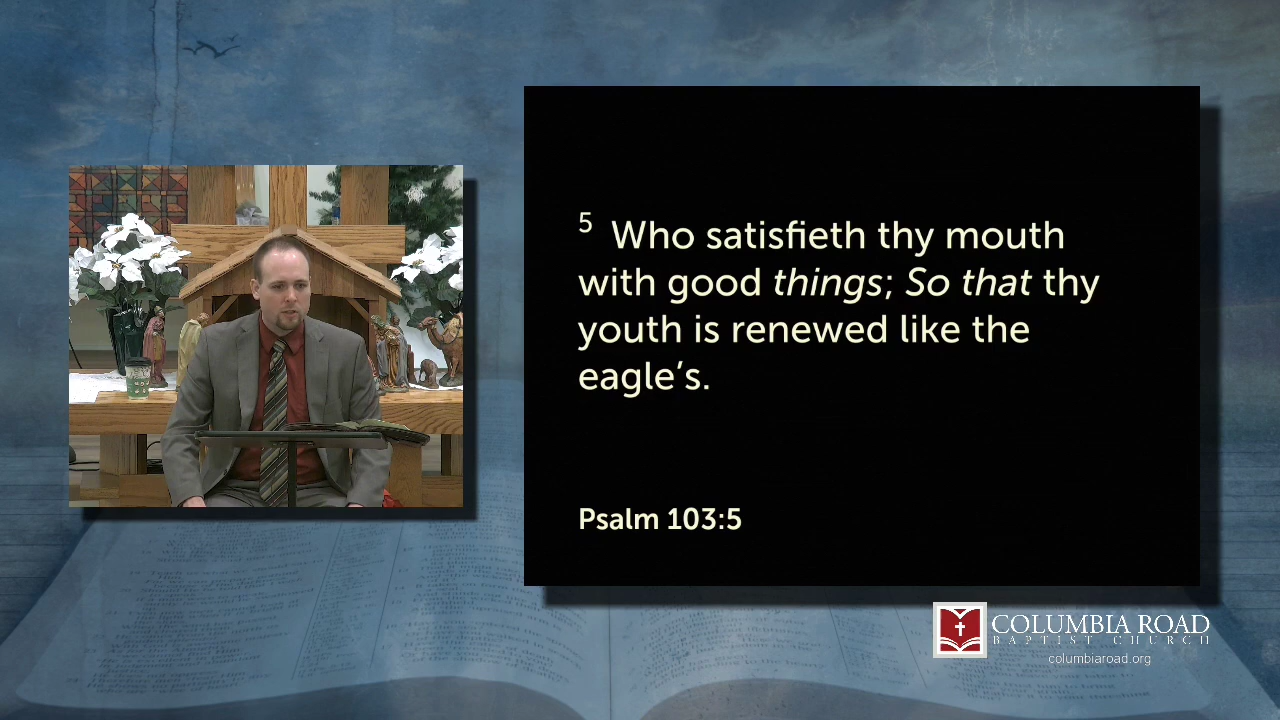 5 Who satisfieth thy mouth
with good things; So that thy
youth is renewed like the
eagle’s.
Psalm 103:5
COLUMBIA ROAD
BAPTIST CHURCH
columbiaroad.org